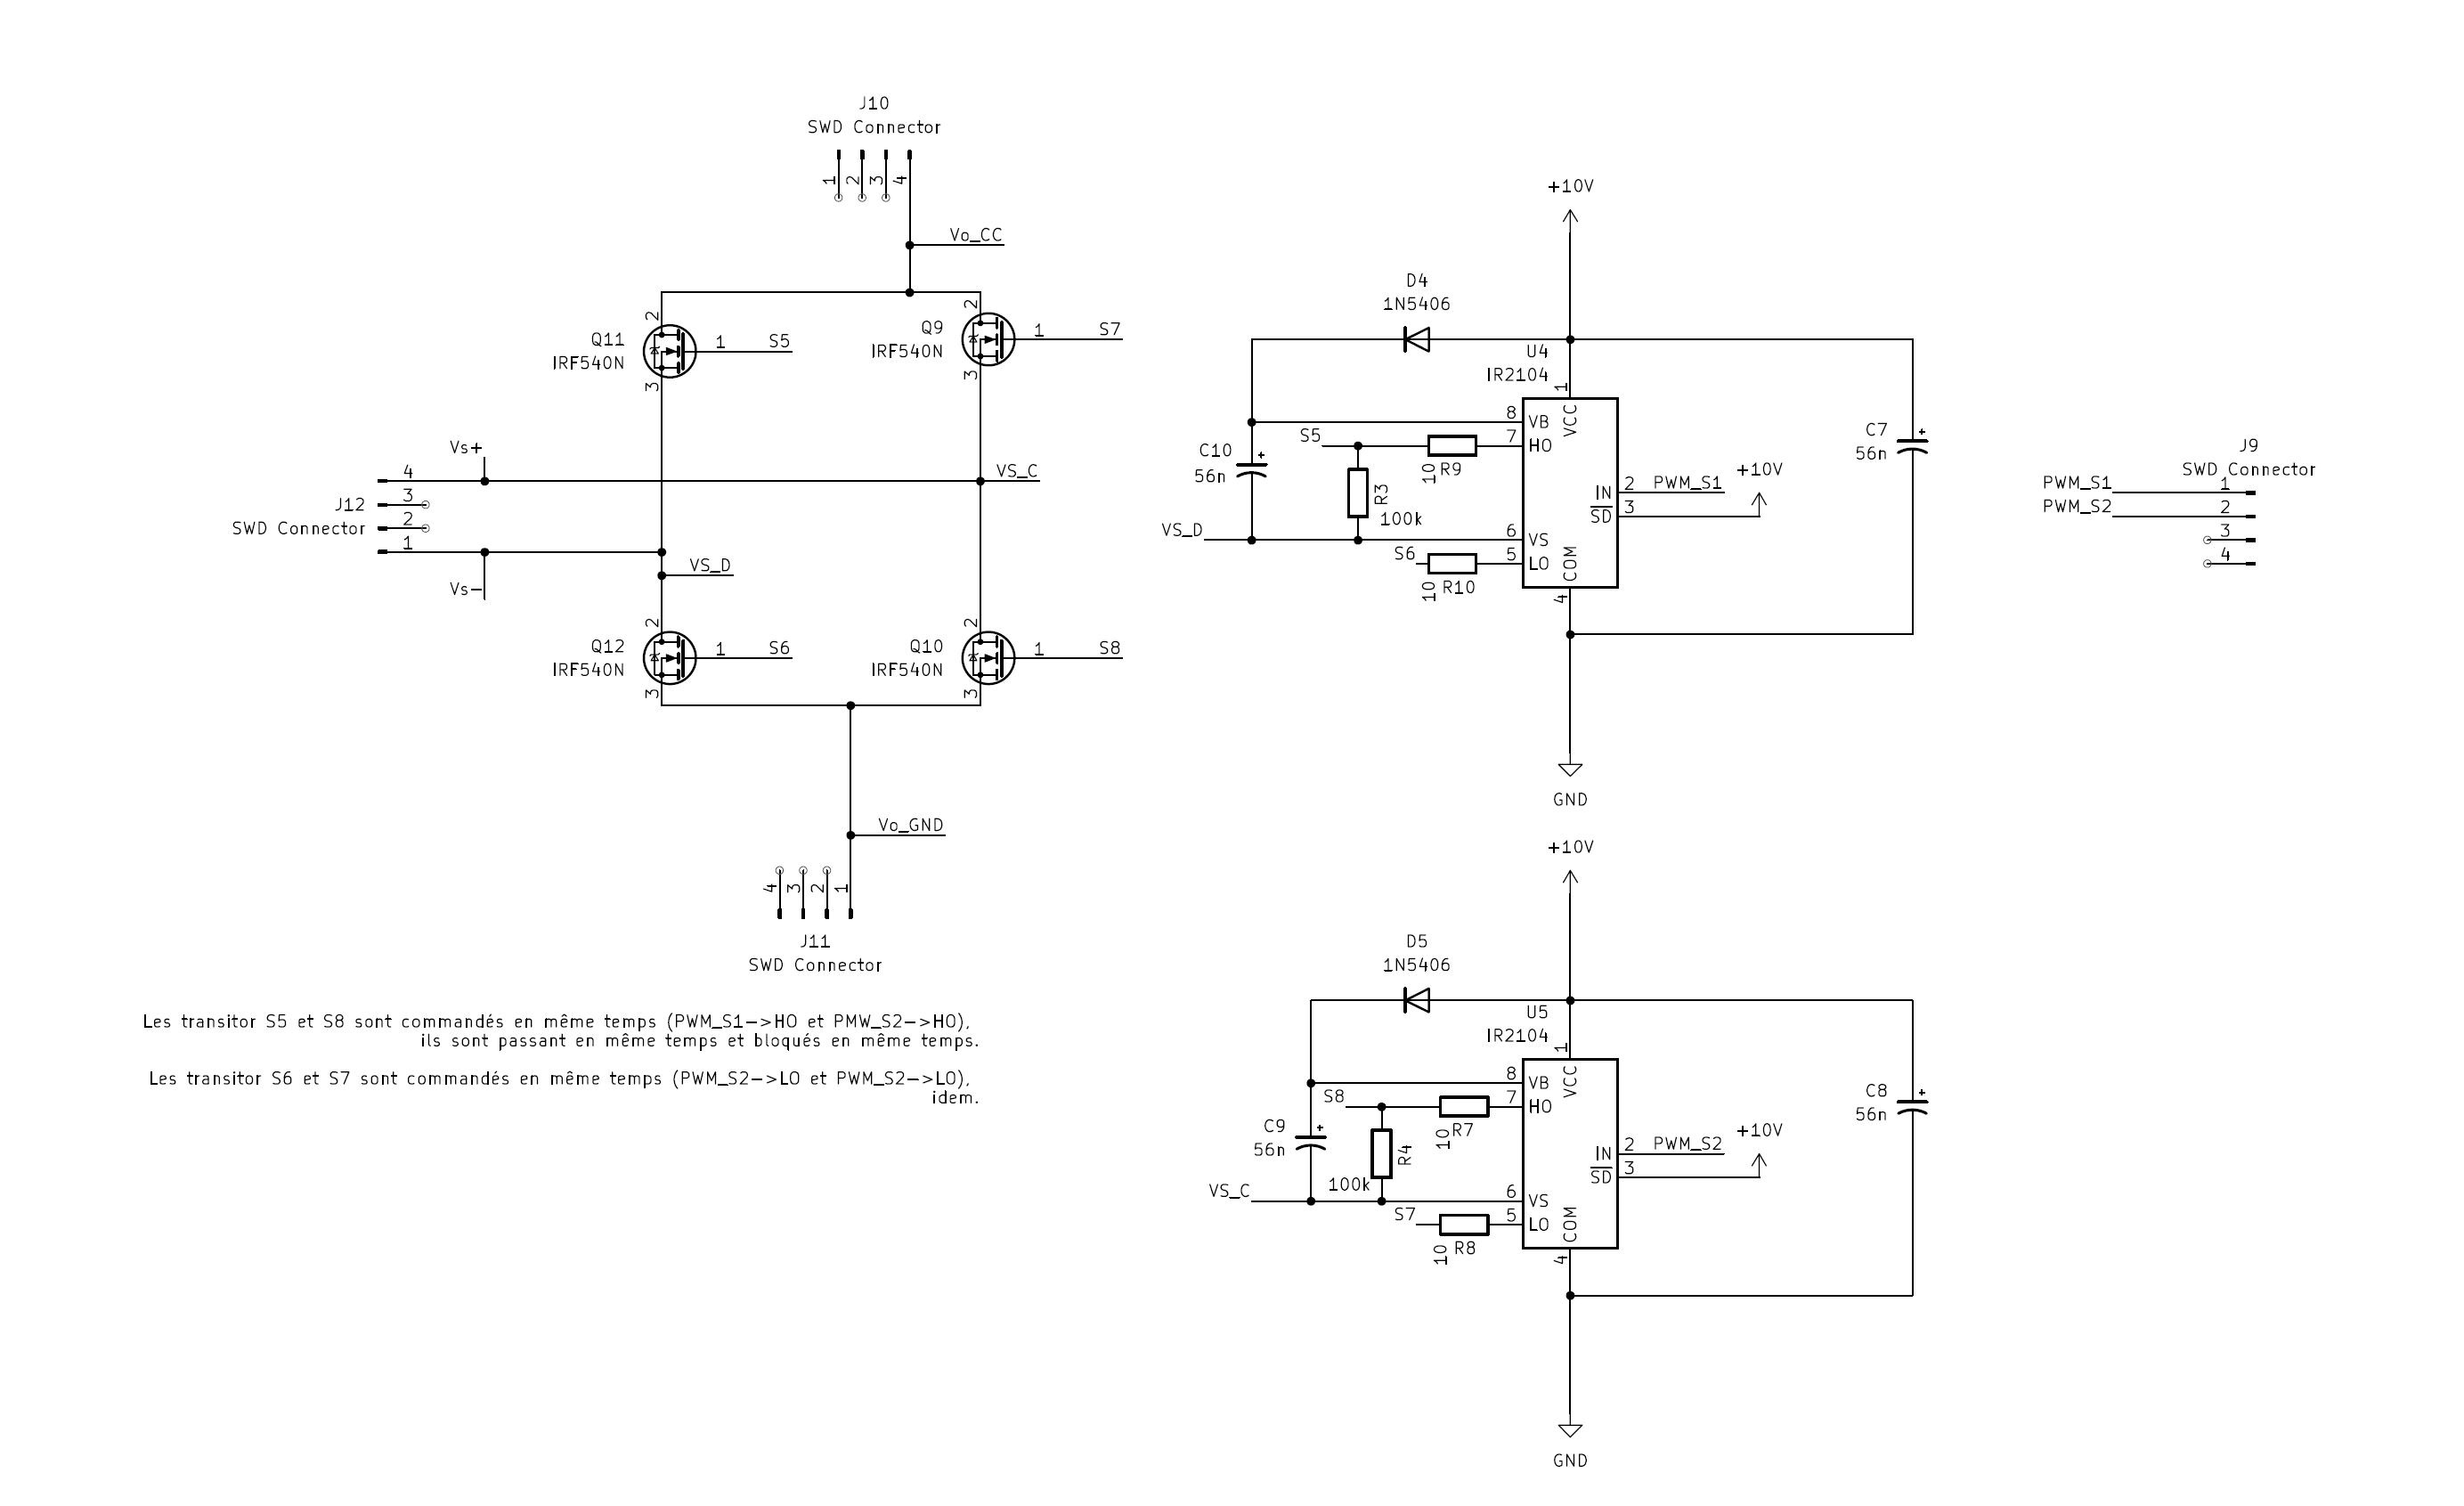 J10
SWD Connector
1
2
3
4
Vo_CC
Q11
IRF540N
2
1
S5
3
Q9
IRF540N
2
1
S7
3
Vs+
VS_C
J12
SWD Connector
4
3
2
1
VS_D
Vs-
Q12
IRF540N
2
1
S6
3
Q10
IRF540N
2
1
S8
3
Vo_GND
4
3
2
1
J11
SWD Connector
Les transitor S5 et S8 sont commandés en même temps (PWM_S1->HO et PMW_S2->HO),
ils sont passant en même temps et bloqués en même temps.
Les transitor S6 et S7 sont commandés en même temps (PWM_S2->LO et PWM_S2->LO),
idem.
+10V
D4
1N5406
U4
IR2104
1
VCC
8
VB
S5
7
HO
C10
+
56n
10
R9
R3
100k
VS_D
6
VS
S6
5
LO
10
R10
COM
4
IN
2
PWM_S1
SD
3
+10V
C7
+
56n
GND
J9
SWD Connector
PWM_S1
1
PWM_S2
2
3
4
+10V
D5
1N5406
U5
IR2104
1
VCC
8
VB
S8
7
HO
C9
+
56n
10
R7
R4
100k
VS_C
6
VS
S7
5
LO
10
R8
COM
4
IN
2
PWM_S2
SD
3
+10V
C8
+
56n
GND